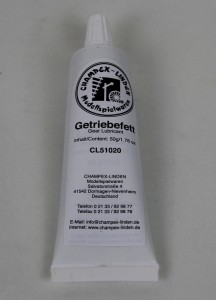 CHAMPEX-LINDEN
Modellspielwaren
Getriebefett
Gear Lubricant
Inhalt/Content: 50g/1.76 oz.
CL51020
CHAMPEX-LINDEN
Modellspielwaren
Salvatorstraße 4
41542 Dormagen-Nievenheim
Deutschland
Telefon 0 21 33 / 82 98 77
Telefax 0 21 33 / 82 98 78
E-Mail: info@champex-linden.de
Internet: www.champex-linden.de